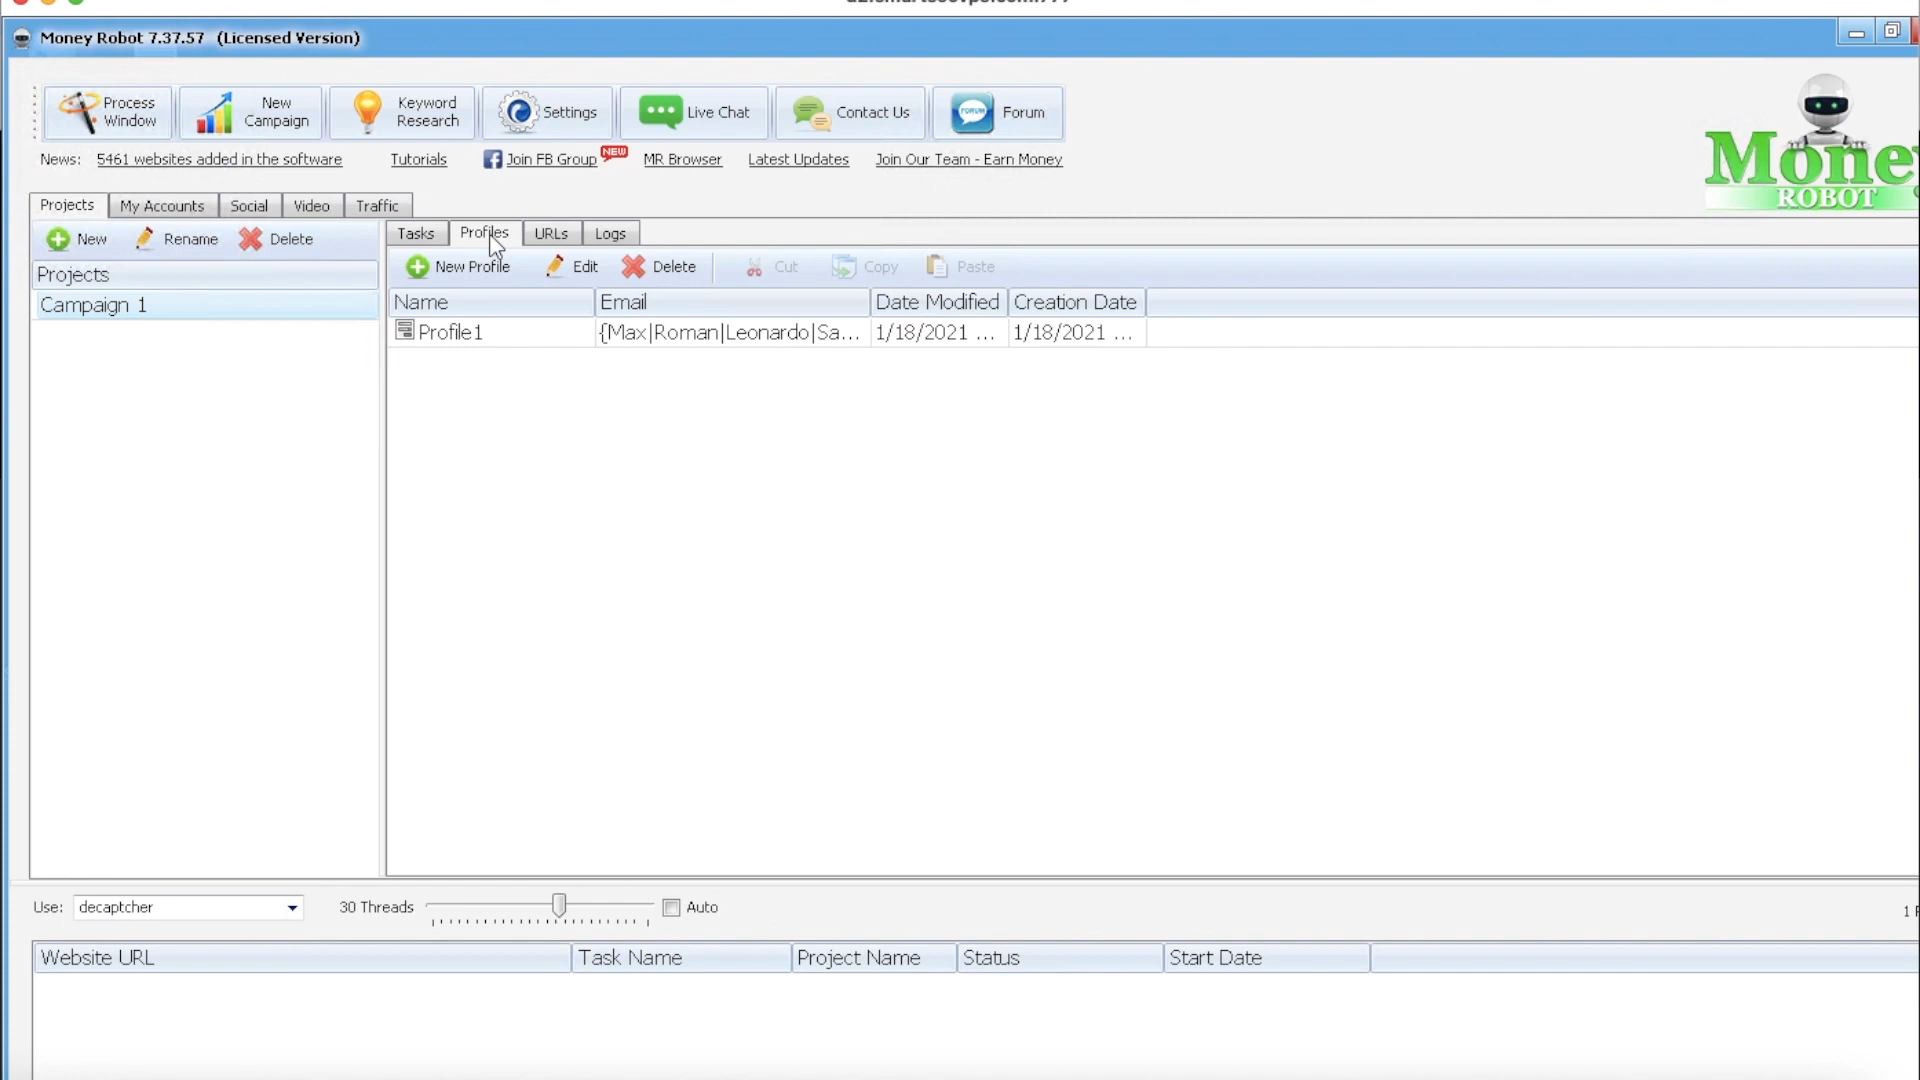 Money Robot 7.37.57 (Licensed Version)
Process Window
New Campaign
Keyword Research
Settings
Live Chat
Contact Us
FORUM
Forum
News: 5461 websites added in the software Tutorials Join FB Group NEW MR Browser Latest Updates Join Our Team - Earn Money
ROBOT
Projects My Accounts Social Video Traffic
New Rename Delete
Tasks Profiles URLs Logs
New Profile Edit Delete Cut Copy Paste
Projects
Campaign 1
Name Email Date Modified Creation Date
Profile1 {Max|Roman|Leonardo|Sa... 1/18/2021 ... 1/18/2021 ...
Use: decaptcher 30 Threads Auto 1
Website URL Task Name Project Name Status Start Date